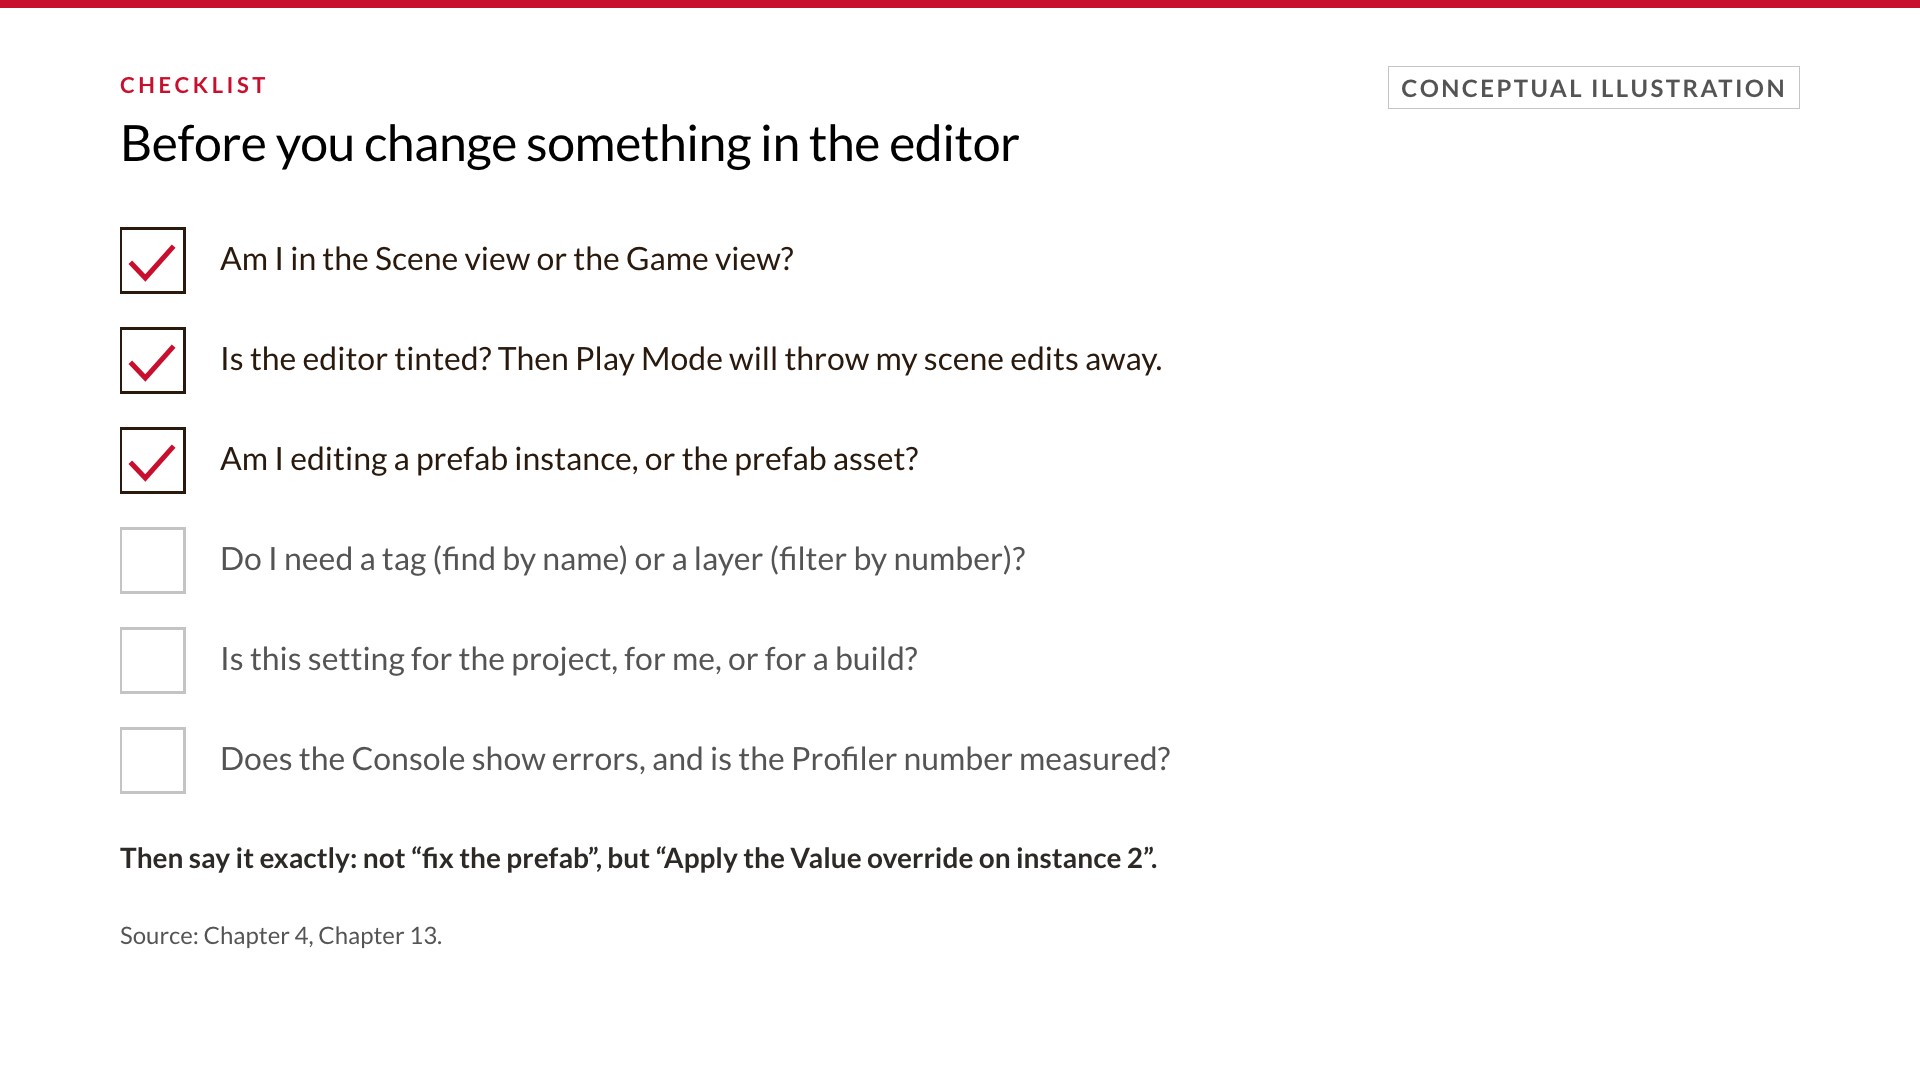 CHECKLIST
CONCEPTUAL ILLUSTRATION
Before you change something in the editor
Am I in the Scene view or the Game view?
Is the editor tinted? Then Play Mode will throw my scene edits away.
Am I editing a prefab instance, or the prefab asset?
Do I need a tag (find by name) or a layer (filter by number)?
Is this setting for the project, for me, or for a build?
Does the Console show errors, and is the Profiler number measured?
Then say it exactly: not “fix the prefab”, but “Apply the Value override on instance 2”.
Source: Chapter 4, Chapter 13.